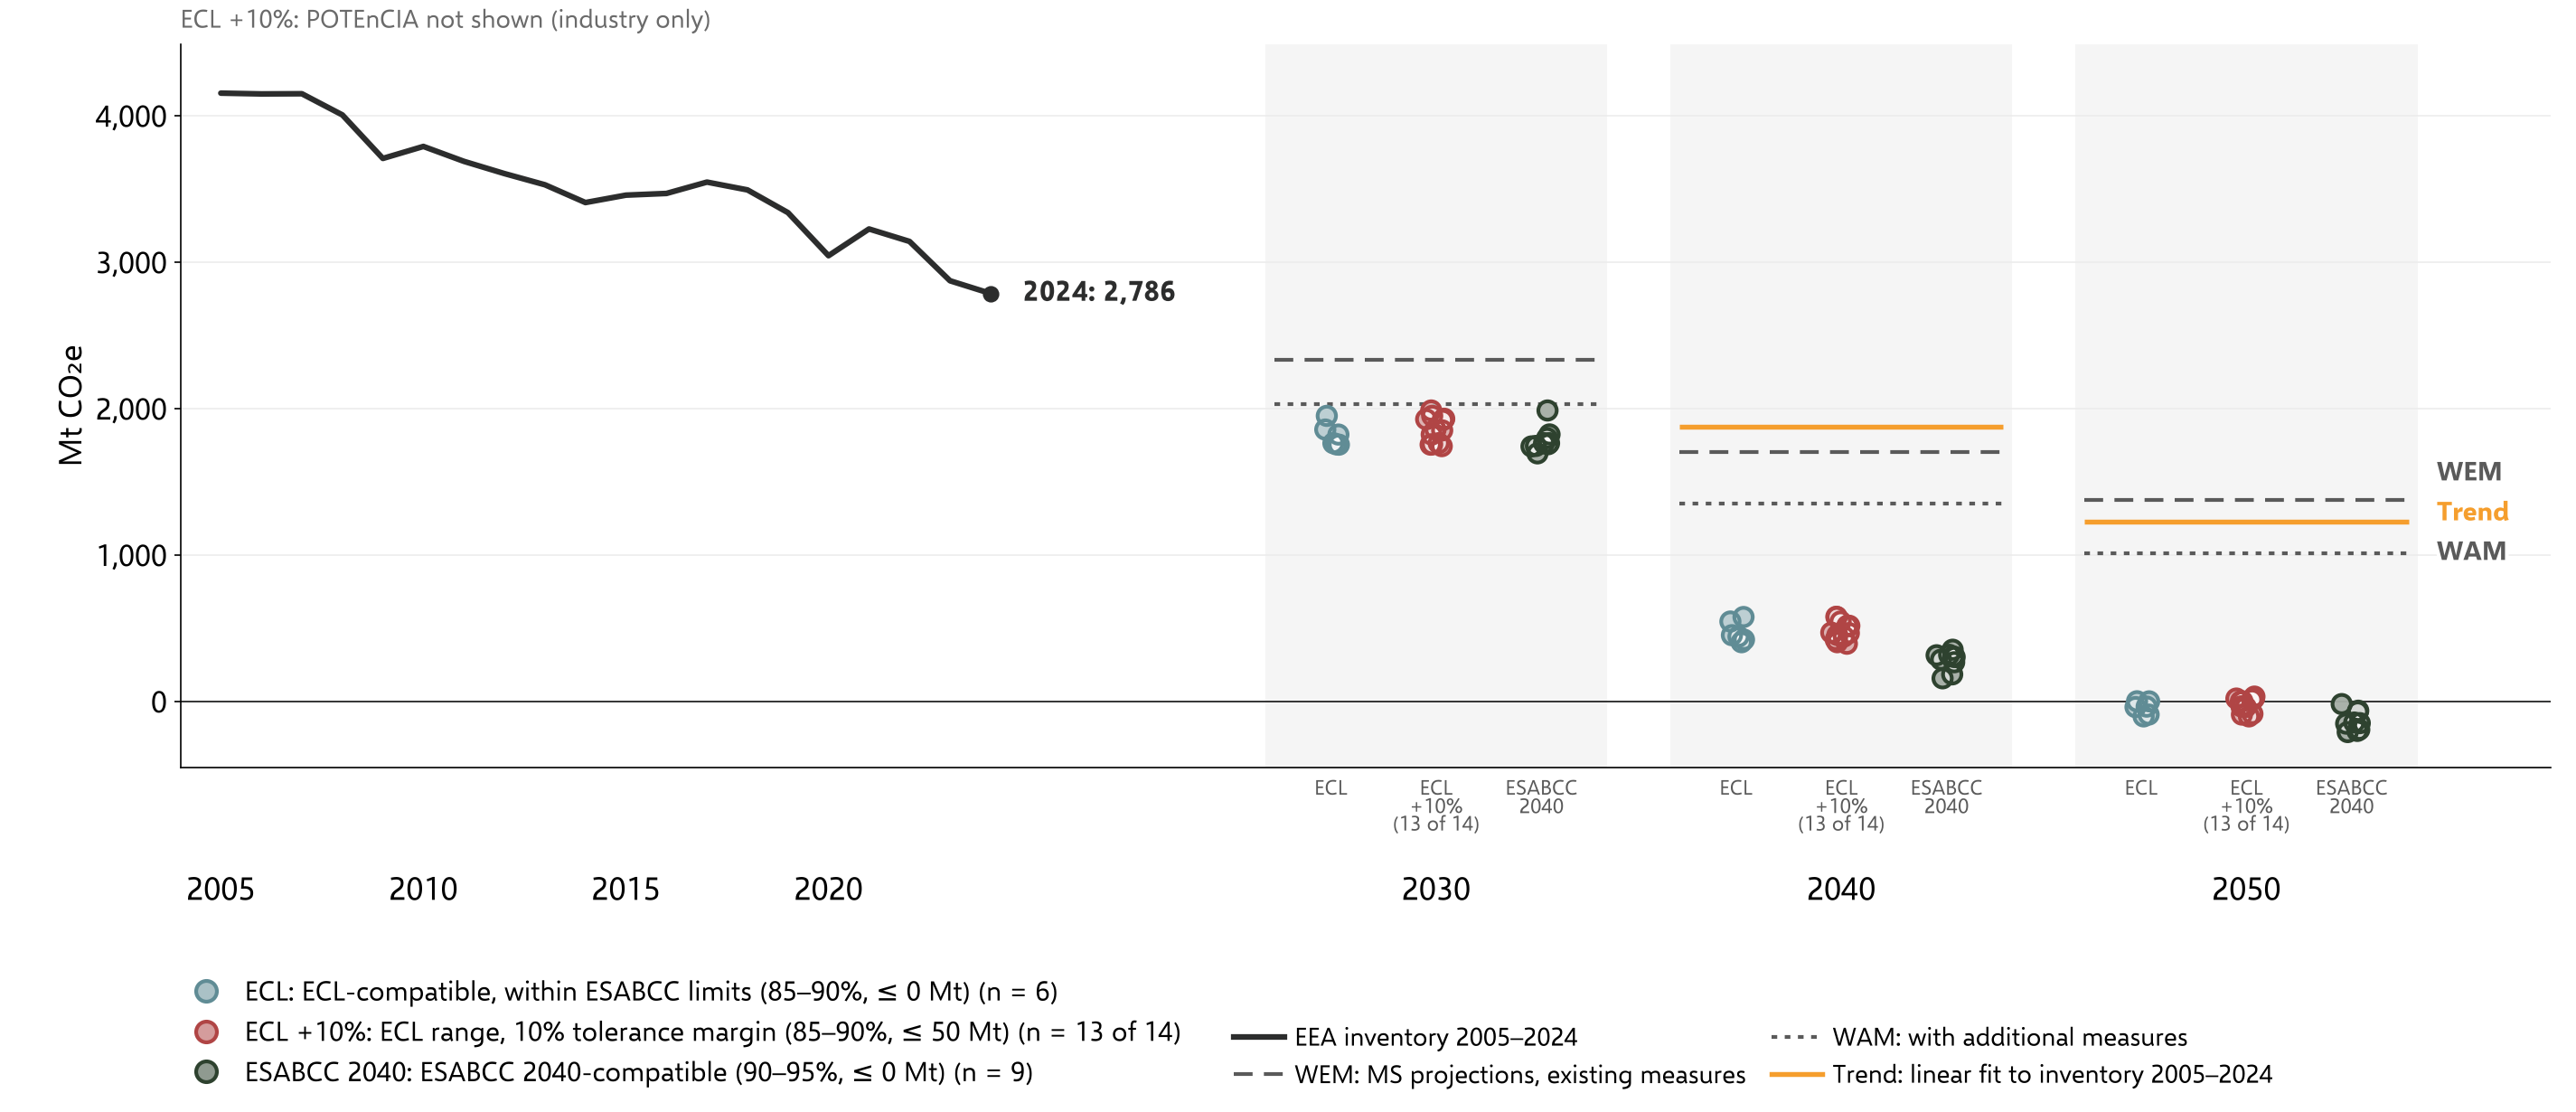 ECL +10%: POTEnCIA not shown (industry only)
Mt CO₂e
4,000
3,000
2,000
1,000
0
2024: 2,786
WEM
Trend
WAM
ECL
ECL
+10%
(13 of 14)
ESABCC
2040
ECL
ECL
+10%
(13 of 14)
ESABCC
2040
ECL
ECL
+10%
(13 of 14)
ESABCC
2040
2005 2010 2015 2020 2030 2040 2050
ECL: ECL-compatible, within ESABCC limits (85–90%, ≤ 0 Mt) (n = 6)
ECL +10%: ECL range, 10% tolerance margin (85–90%, ≤ 50 Mt) (n = 13 of 14)
ESABCC 2040: ESABCC 2040-compatible (90–95%, ≤ 0 Mt) (n = 9)
EEA inventory 2005–2024
WEM: MS projections, existing measures
WAM: with additional measures
Trend: linear fit to inventory 2005–2024